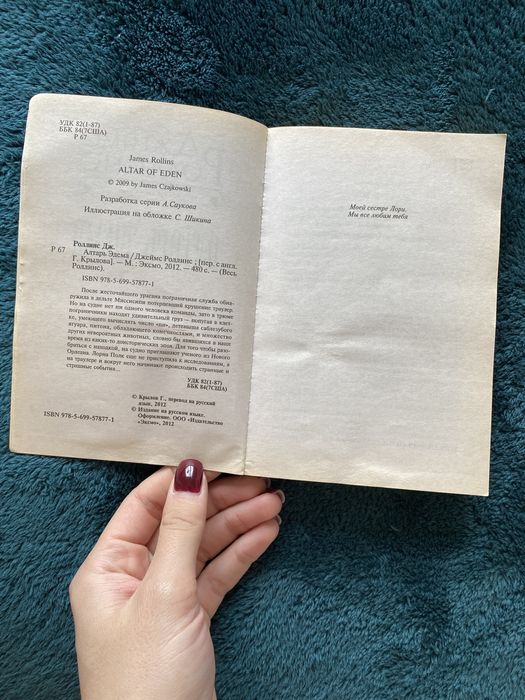 УДК 82(1-87)
ББК 84(7США)
Р 67
James Rollins
ALTAR OF EDEN
© 2009 by James Czajkowski
Разработка серии А.Саукова
Иллюстрация на обложке С. Шикина
Роллинс Дж.
Р 67 Алтарь Эдема / Джеймс Роллинс ; [пер. с англ.
Г. Крылова]. — М. : Эксмо, 2012. — 480 с. — (Весь
Роллинс).
ISBN 978-5-699-57877-1
После жесточайшего урагана пограничная служба обна-
ружила в дельте Миссисипи потерпевший крушение траулер.
Но на судне нет ни одного человека команды, зато в трюме
пограничники находят удивительный груз — попугая в клет-
ке, умеющего вычислять число «пи», детеныша саблезубого
ягуара, питона, обладающего конечностями, и множество
других невероятных животных, словно бы явившихся в наше
время из каких-то доисторических эпох. Для того чтобы разо-
браться с находкой, на судно приглашают ученого из Нового
Орлеана. Лорна Полк еще не приступила к исследованиям, а
на траулере и вокруг него начинают происходить странные и
страшные события...
УДК 82(1-87)
ББК 84(7США)
© Крылов Г., перевод на русский
язык, 2012
© Издание на русском языке.
Оформление. ООО «Издательство
«Эксмо», 2012
ISBN 978-5-699-57877-1
Моей сестре Лори.
Мы все любим тебя